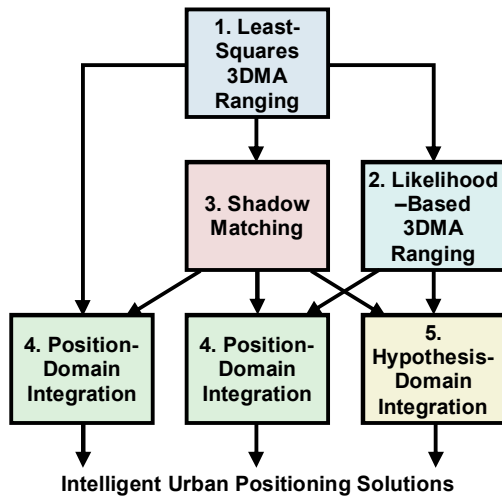 1. Least-
Squares
3DMA
Ranging
2. Likelihood
–Based
3DMA
Ranging
3. Shadow
Matching
4. Position-
Domain
Integration
4. Position-
Domain
Integration
5.
Hypothesis-
Domain
Integration
Intelligent Urban Positioning Solutions